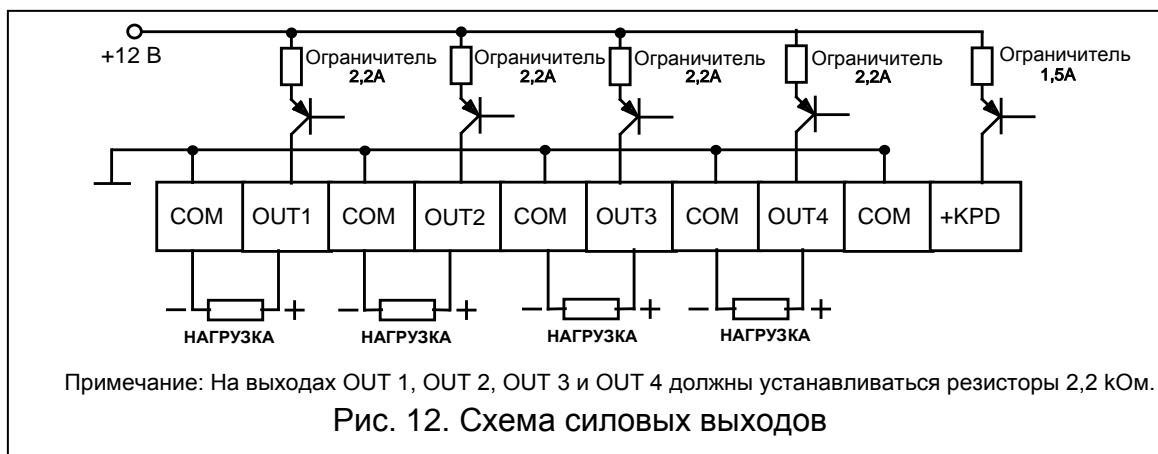 +12 В
Ограничитель Ограничитель Ограничитель Ограничитель Ограничитель
2,2А 2,2А 2,2А 2,2А 1,5А
COM OUT1 COM OUT2 COM OUT3 COM OUT4 COM +KPD
– + – + – + – +
НАГРУЗКА НАГРУЗКА НАГРУЗКА НАГРУЗКА
Примечание: На выходах OUT 1, OUT 2, OUT 3 и OUT 4 должны устанавливаться резисторы 2,2 kОм.
Рис. 12. Схема силовых выходов